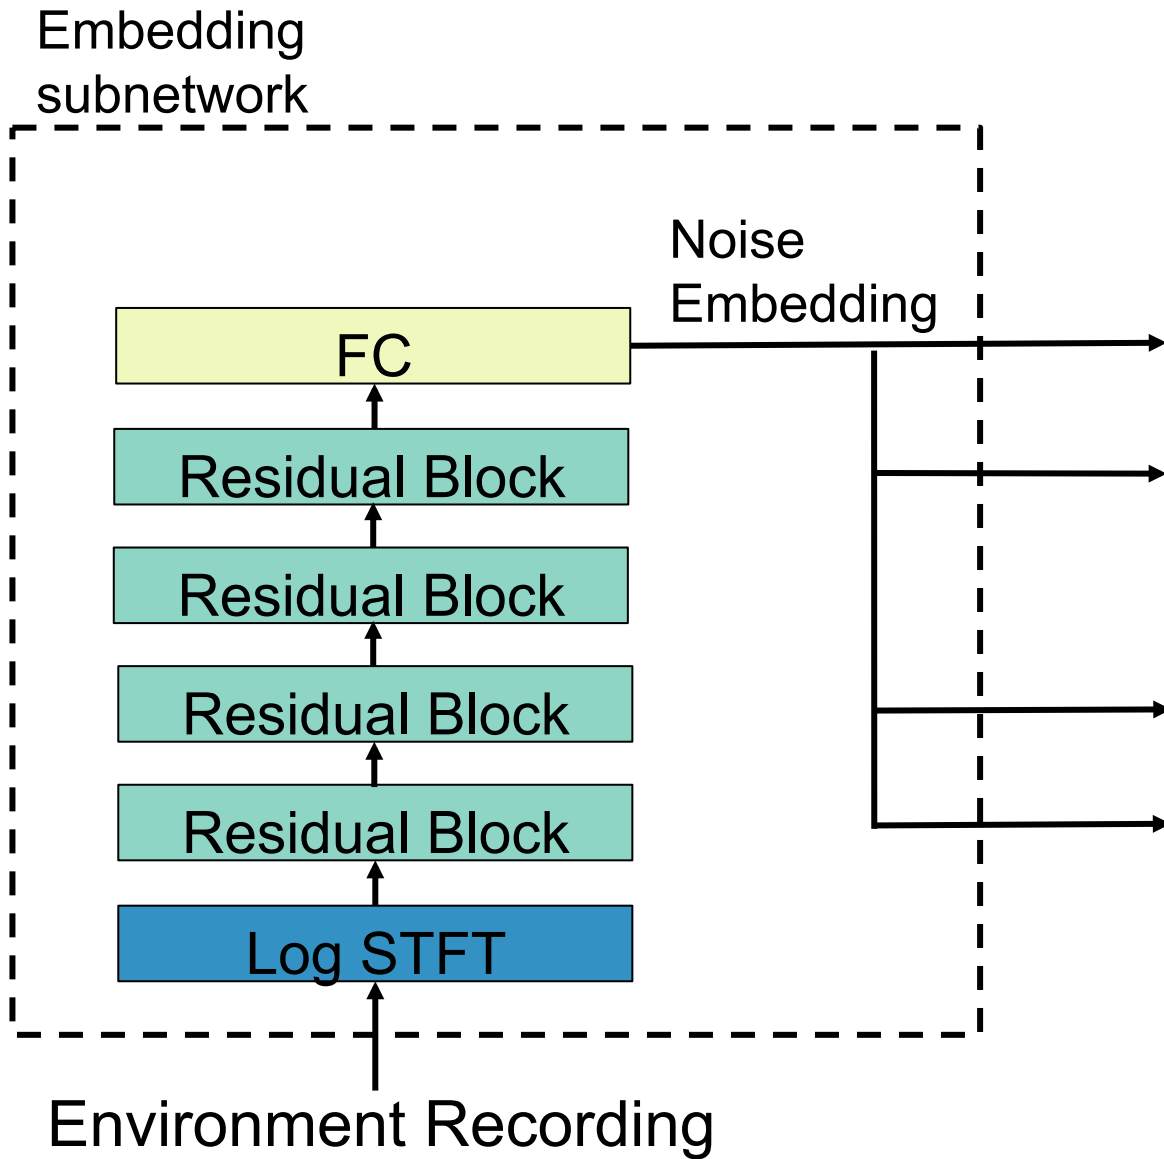 Embedding
subnetwork
Noise
Embedding
FC
Residual Block
Residual Block
Residual Block
Residual Block
Log STFT
Environment Recording